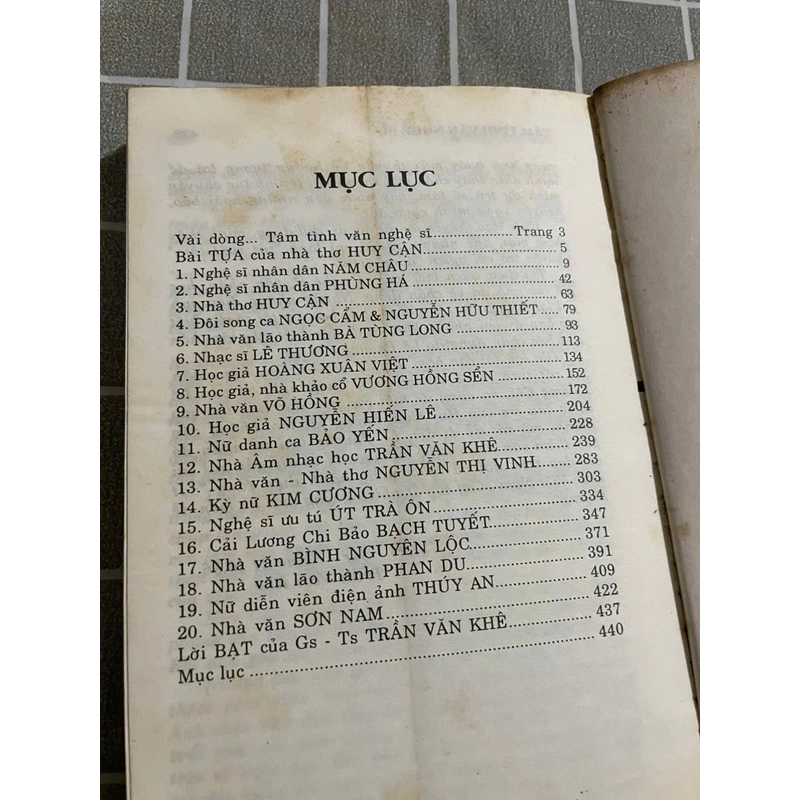 MỤC LỤC
Vài dòng... Tâm tình văn nghệ sĩ.....................Trang 3
Bài TỰA của nhà thơ HUY CẬN............................ 5
1. Nghệ sĩ nhân dân NĂM CHÂU............................ 9
2. Nghệ sĩ nhân dân PHÙNG HÁ............................ 42
3. Nhà thơ HUY CẬN ............................ 63
4. Đôi song ca NGỌC CẨM & NGUYỄN HỮU THIẾT..... 79
5. Nhà văn lão thành BÀ TÙNG LONG..................... 93
6. Nhạc sĩ LÊ THƯƠNG............................ 113
7. Học giả HOÀNG XUÂN VIỆT............................ 134
8. Học giả, nhà khảo cổ VƯƠNG HỒNG SỂN............... 152
9. Nhà văn VÕ HỒNG ............................ 172
10. Học giả NGUYỄN HIẾN LÊ............................ 204
11. Nữ danh ca BẢO YẾN............................ 228
12. Nhà Âm nhạc học TRẦN VĂN KHÊ............... 239
13. Nhà văn - Nhà thơ NGUYỄN THỊ VINH......... 283
14. Kỳ nữ KIM CƯƠNG............................ 303
15. Nghệ sĩ ưu tú ÚT TRÀ ÔN............................ 334
16. Cải Lương Chi Bảo BẠCH TUYẾT............... 347
17. Nhà văn BÌNH NGUYÊN LỘC..................... 371
18. Nhà văn lão thành PHAN DU..................... 391
19. Nữ diễn viên điện ảnh THÚY AN............... 409
20. Nhà văn SƠN NAM............................ 422
Lời BẠT của Gs - Ts TRẦN VĂN KHÊ............... 437
Mục lục ............................ 440